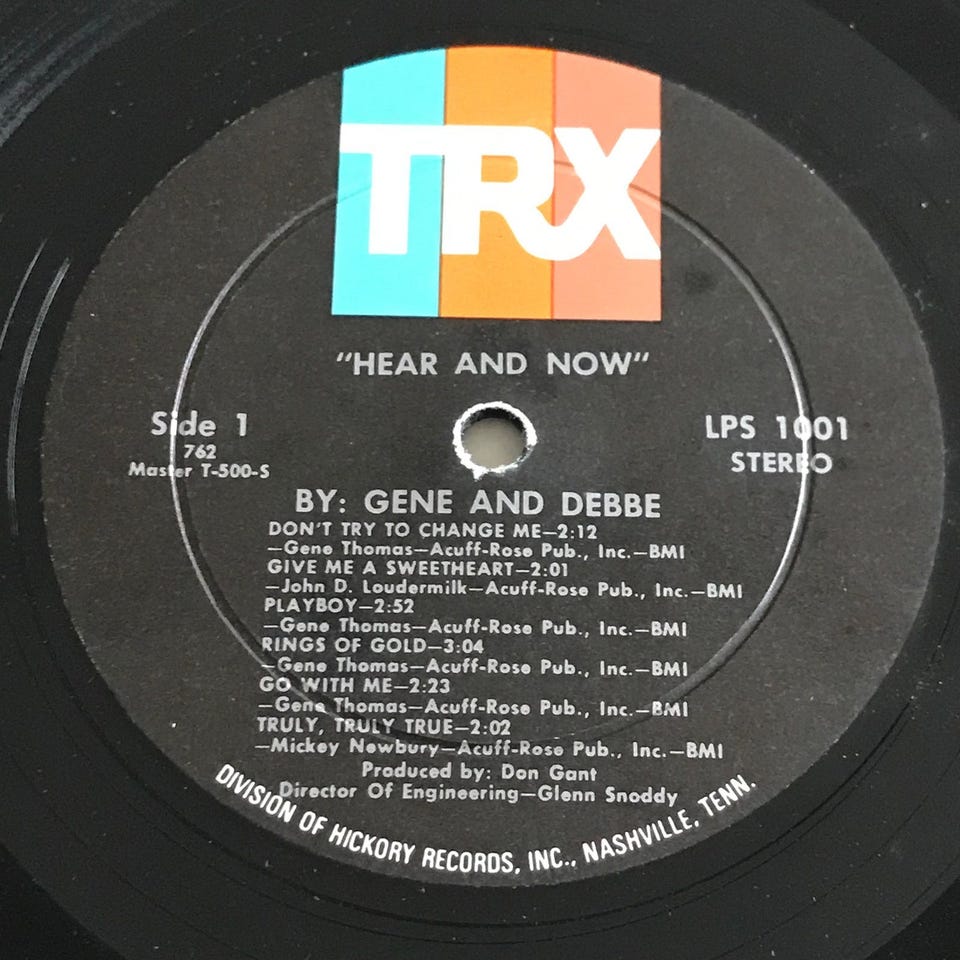 TRX
"HEAR AND NOW"
Side 1
762
Master T-500-S
LPS 1001
STEREO
BY: GENE AND DEBBE
DON'T TRY TO CHANGE ME—2:12
—Gene Thomas—Acuff-Rose Pub., Inc.—BMI
GIVE ME A SWEETHEART—2:01
—John D. Loudermilk—Acuff-Rose Pub., Inc.—BMI
PLAYBOY—2:52
—Gene Thomas—Acuff-Rose Pub., Inc.—BMI
RINGS OF GOLD—3:04
—Gene Thomas—Acuff-Rose Pub., Inc.—BMI
GO WITH ME—2:23
—Gene Thomas—Acuff-Rose Pub., Inc.—BMI
TRULY, TRULY TRUE—2:02
—Mickey Newbury—Acuff-Rose Pub., Inc.—BMI
Produced by: Don Gant
Director Of Engineering—Glenn Snoddy
DIVISION OF HICKORY RECORDS, INC., NASHVILLE, TENN.